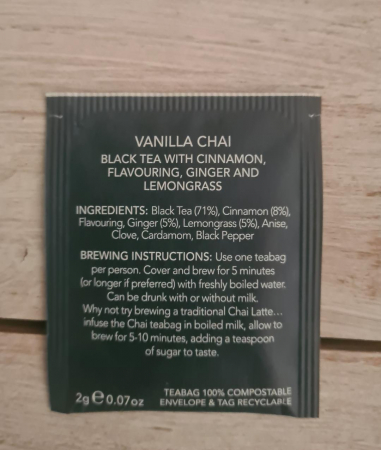 VANILLA CHAI
BLACK TEA WITH CINNAMON,
FLAVOURING, GINGER AND
LEMONGRASS
INGREDIENTS: Black Tea (71%), Cinnamon (8%),
Flavouring, Ginger (5%), Lemongrass (5%), Anise,
Clove, Cardamom, Black Pepper
BREWING INSTRUCTIONS: Use one teabag
per person. Cover and brew for 5 minutes
(or longer if preferred) with freshly boiled water.
Can be drunk with or without milk.
Why not try brewing a traditional Chai Latte...
infuse the Chai teabag in boiled milk, allow to
brew for 5-10 minutes, adding a teaspoon
of sugar to taste.
2g ℮ 0.07oz
TEABAG 100% COMPOSTABLE
ENVELOPE & TAG RECYCLABLE